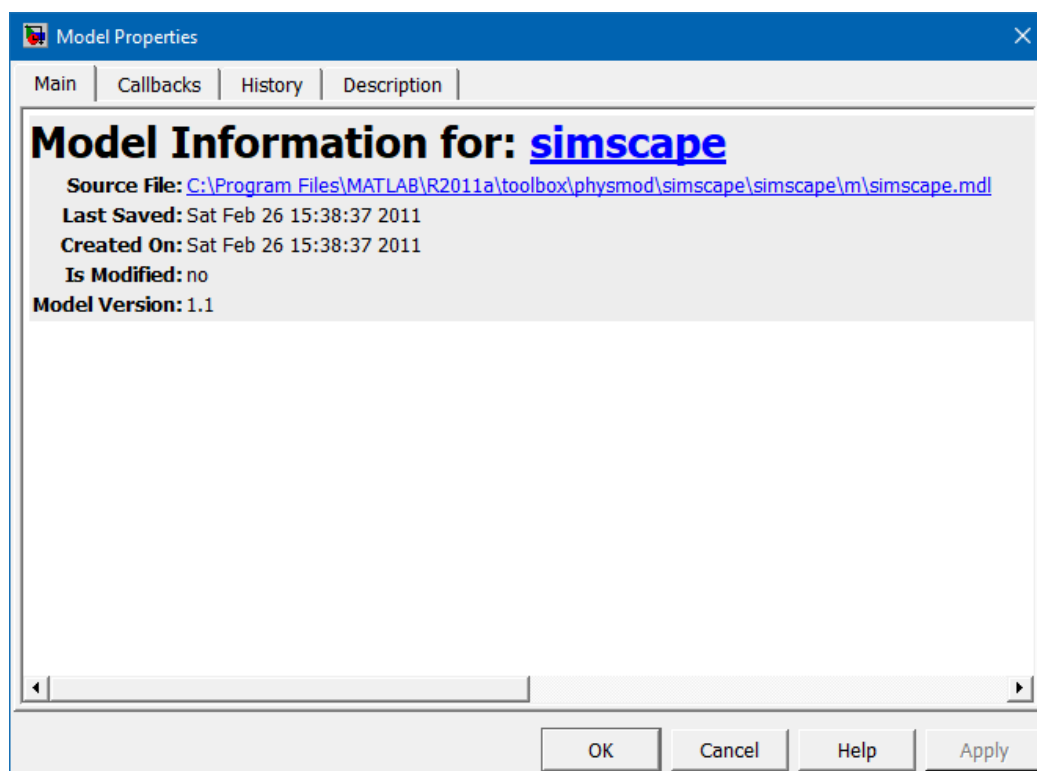 Model Properties
Main Callbacks History Description
Model Information for: simscape
Source File: C:\Program Files\MATLAB\R2011a\toolbox\physmod\simscape\simscape\m\simscape.mdl
Last Saved: Sat Feb 26 15:38:37 2011
Created On: Sat Feb 26 15:38:37 2011
Is Modified: no
Model Version: 1.1
OK Cancel Help Apply